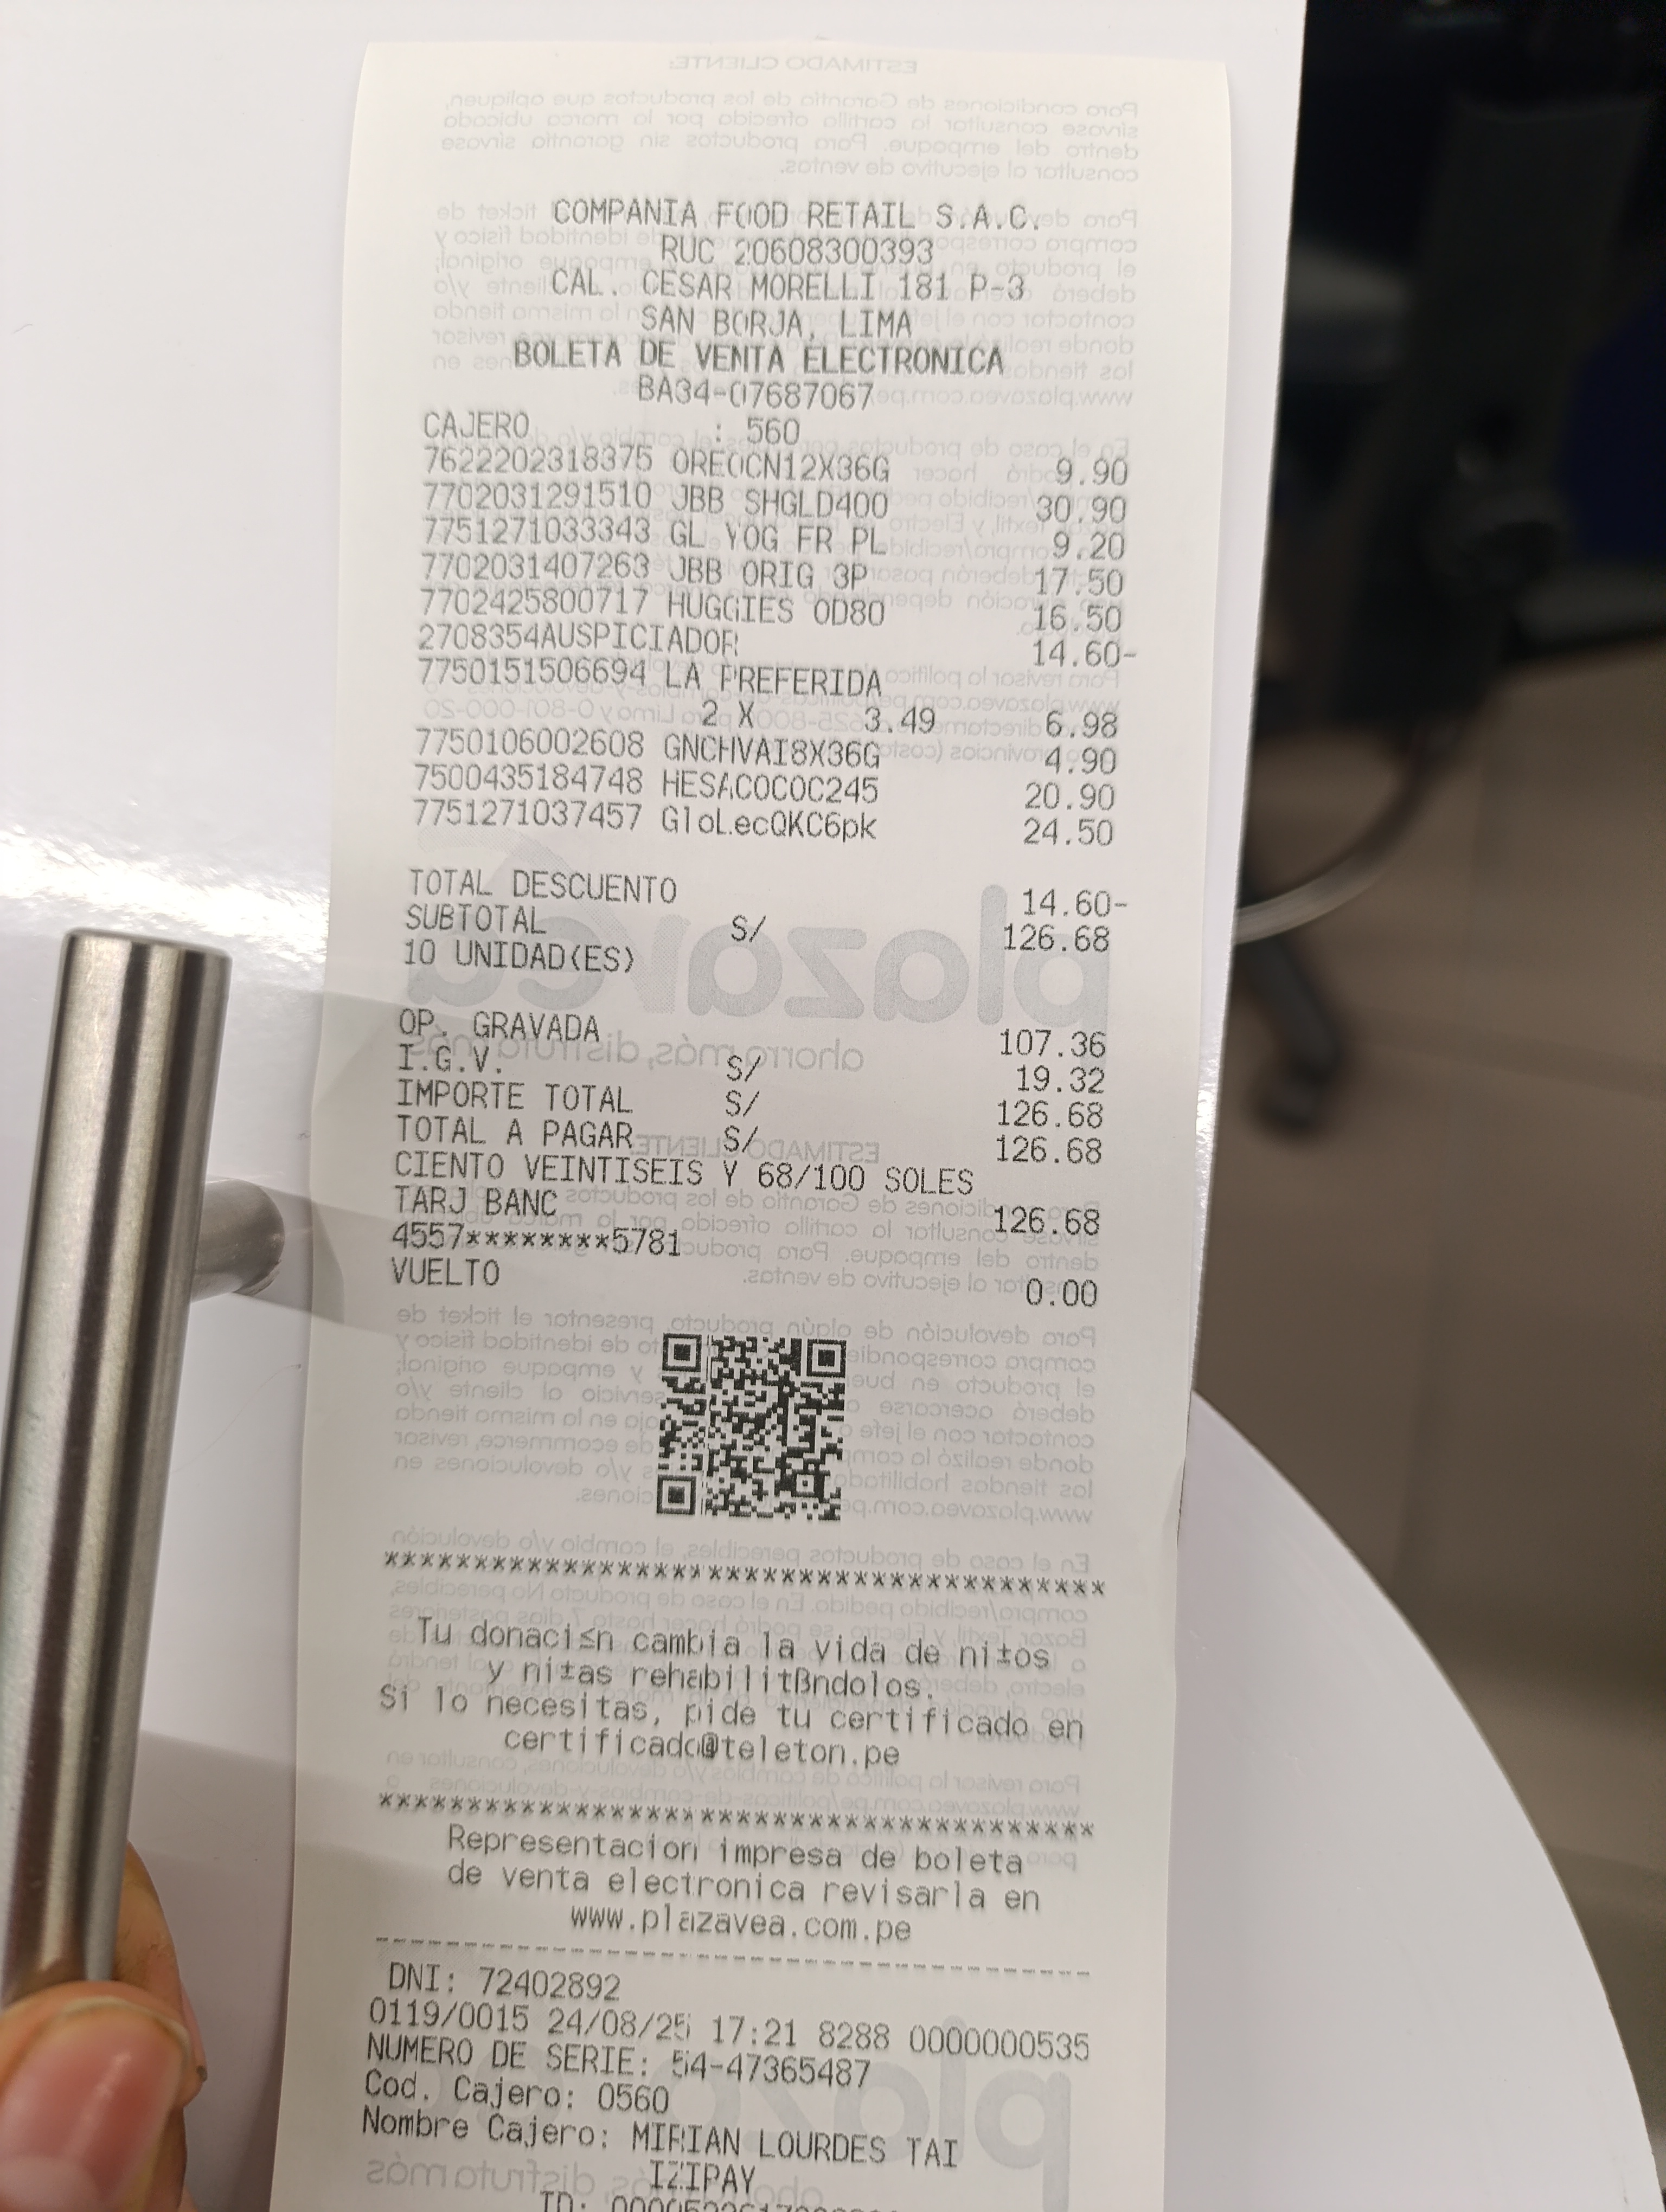 COMPANIA FOOD RETAIL S.A.C.
RUC 20608300393
CAL. CESAR MORELLI 181 P-3
SAN BORJA, LIMA
BOLETA DE VENTA ELECTRONICA
BA34-07687067
CAJERO : 560
7622202318375 OREOCN12X36G 9.90
7702031291510 JBB SHGLD400 30.90
7751271033343 GL YOG FR PL 9.20
7702031407263 JBB ORIG 3P 17.50
7702425800717 HUGGIES OD80 16.50
2708354AUSPICIADOR 14.60-
7750151506694 LA PREFERIDA
2 X 3.49 6.98
7750106002608 GNCHVAI8X36G 4.90
7500435184748 HESACOCOC245 20.90
7751271037457 GloLecQKC6pk 24.50
TOTAL DESCUENTO 14.60-
SUBTOTAL S/ 126.68
10 UNIDAD(ES)
OP. GRAVADA 107.36
I.G.V. S/ 19.32
IMPORTE TOTAL S/ 126.68
TOTAL A PAGAR S/ 126.68
CIENTO VEINTISEIS Y 68/100 SOLES
TARJ BANC 126.68
4557********5781
VUELTO 0.00
****************************************
Tu donaci≤n cambia la vida de ni±os
y ni±as rehabilitßndolos.
Si lo necesitas, pide tu certificado en
certificado@teleton.pe
****************************************
Representacion impresa de boleta
de venta electronica revisarla en
www.plazavea.com.pe
----------------------------------------
DNI: 72402892
0119/0015 24/08/25 17:21 8288 0000000535
NUMERO DE SERIE: 54-47365487
Cod. Cajero: 0560
Nombre Cajero: MIRIAN LOURDES TAI
IZIPAY
ID: